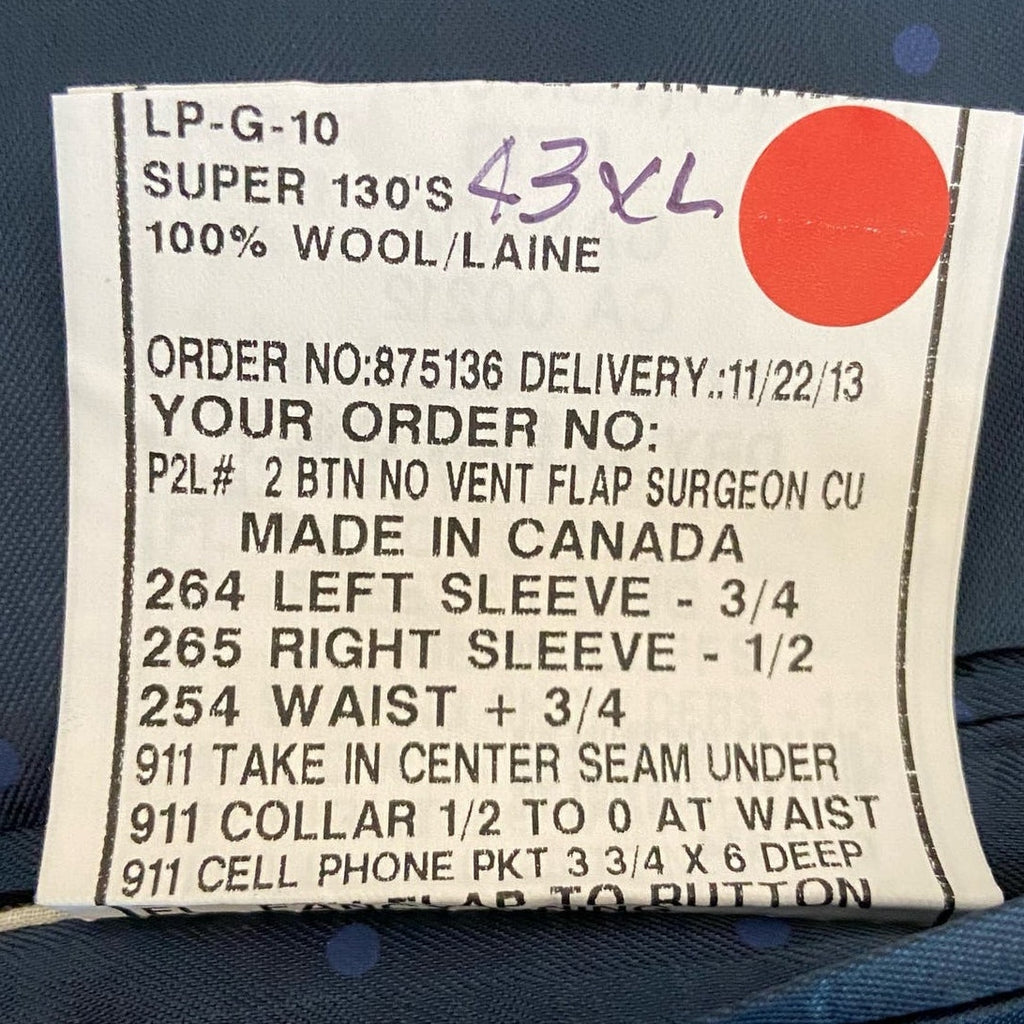 LP-G-10
SUPER 130'S 43XL
100% WOOL/LAINE
ORDER NO:875136 DELIVERY.:11/22/13
YOUR ORDER NO:
P2L# 2 BTN NO VENT FLAP SURGEON CU
MADE IN CANADA
264 LEFT SLEEVE - 3/4
265 RIGHT SLEEVE - 1/2
254 WAIST + 3/4
911 TAKE IN CENTER SEAM UNDER
911 COLLAR 1/2 TO 0 AT WAIST
911 CELL PHONE PKT 3 3/4 X 6 DEEP
FLAP TO BUTTON